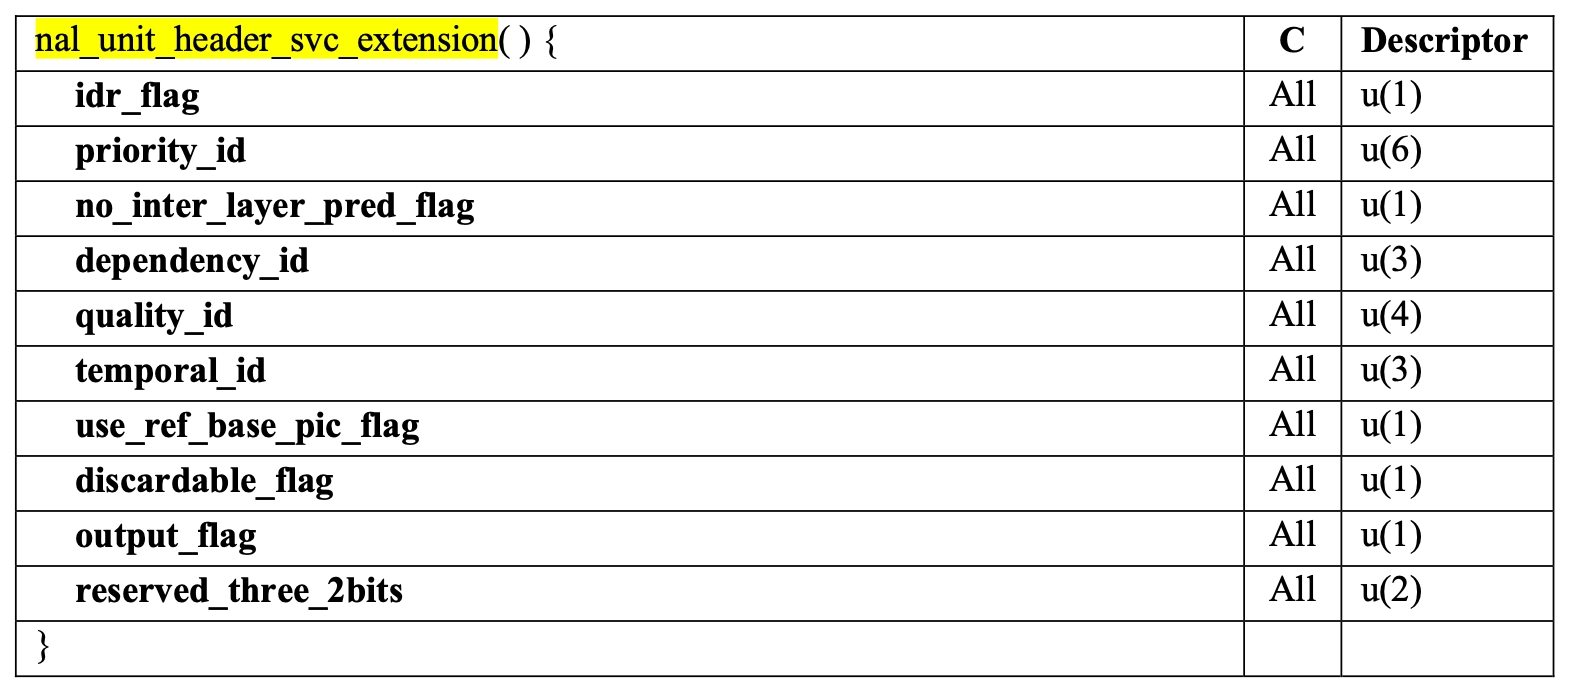 nal_unit_header_svc_extension( ) { C Descriptor
idr_flag All u(1)
priority_id All u(6)
no_inter_layer_pred_flag All u(1)
dependency_id All u(3)
quality_id All u(4)
temporal_id All u(3)
use_ref_base_pic_flag All u(1)
discardable_flag All u(1)
output_flag All u(1)
reserved_three_2bits All u(2)
}